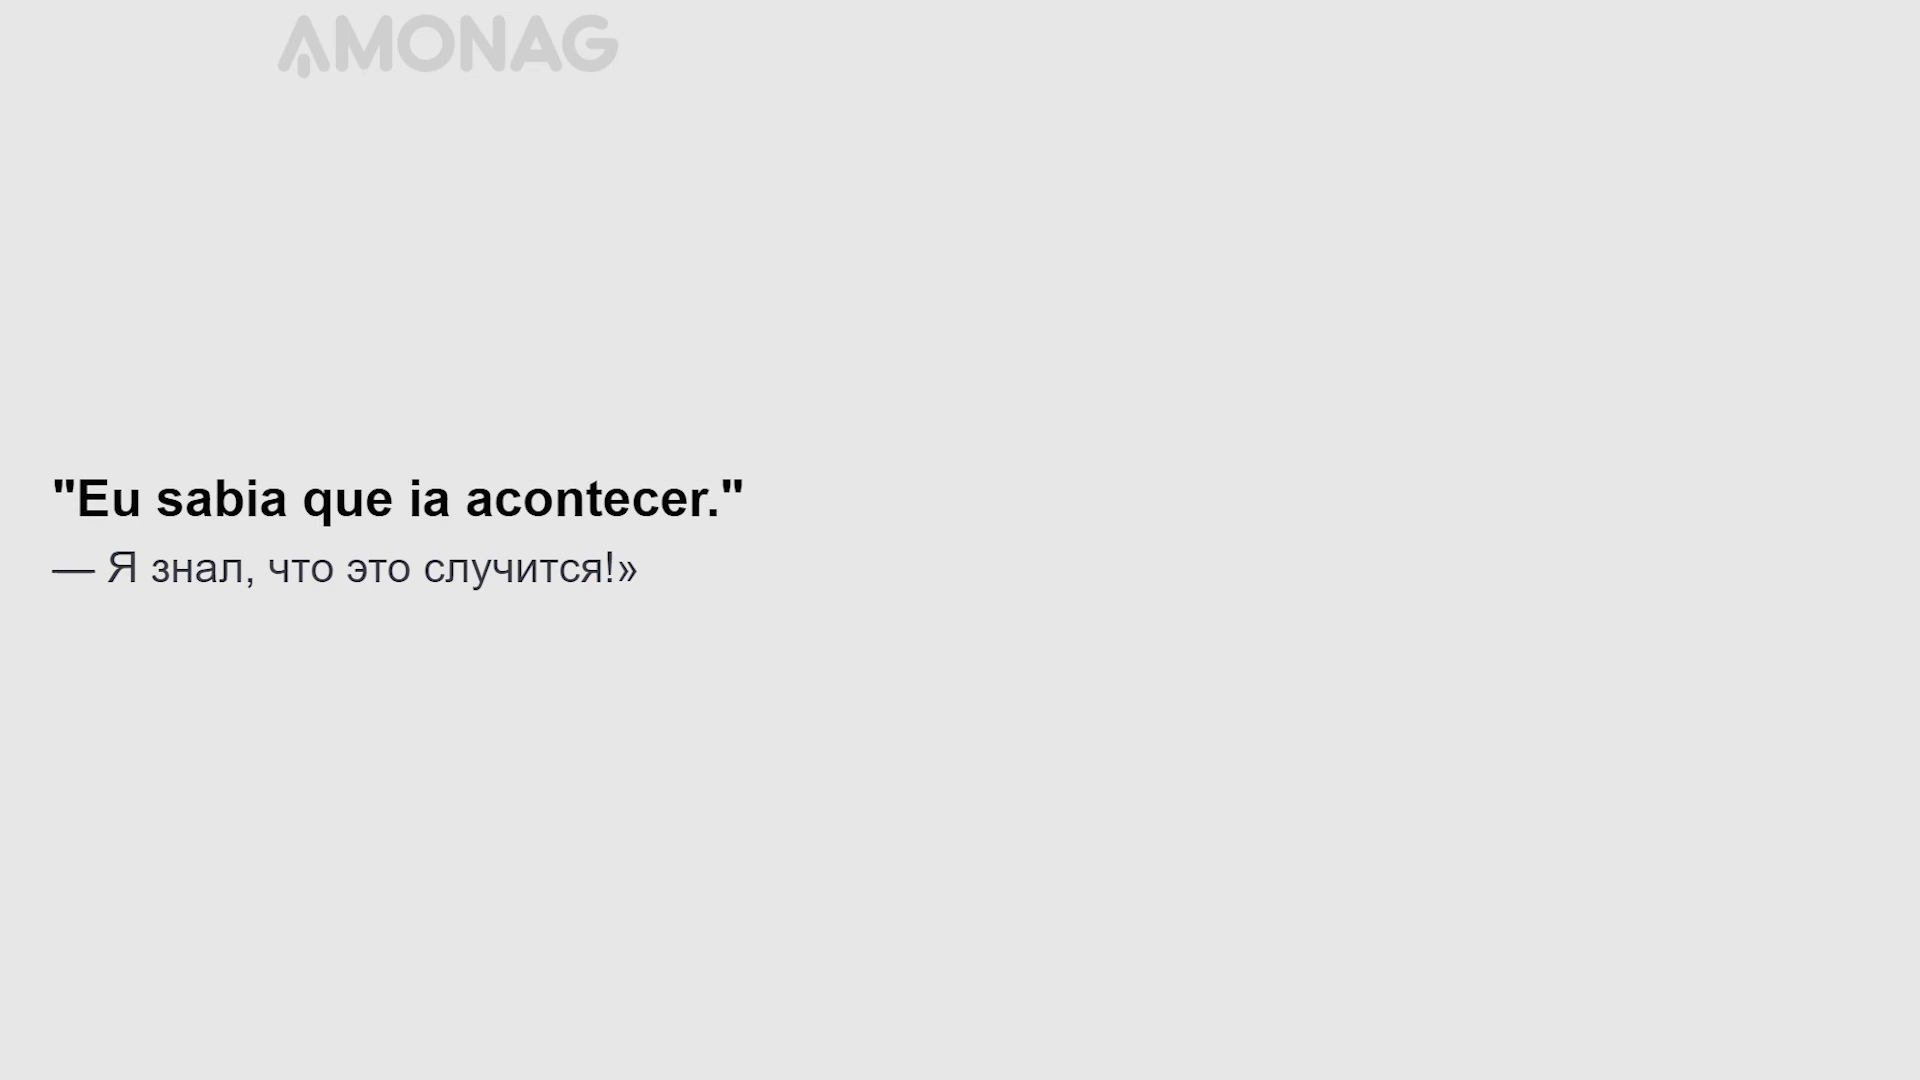 AMONAG
"Eu sabia que ia acontecer."
— Я знал, что это случится!»